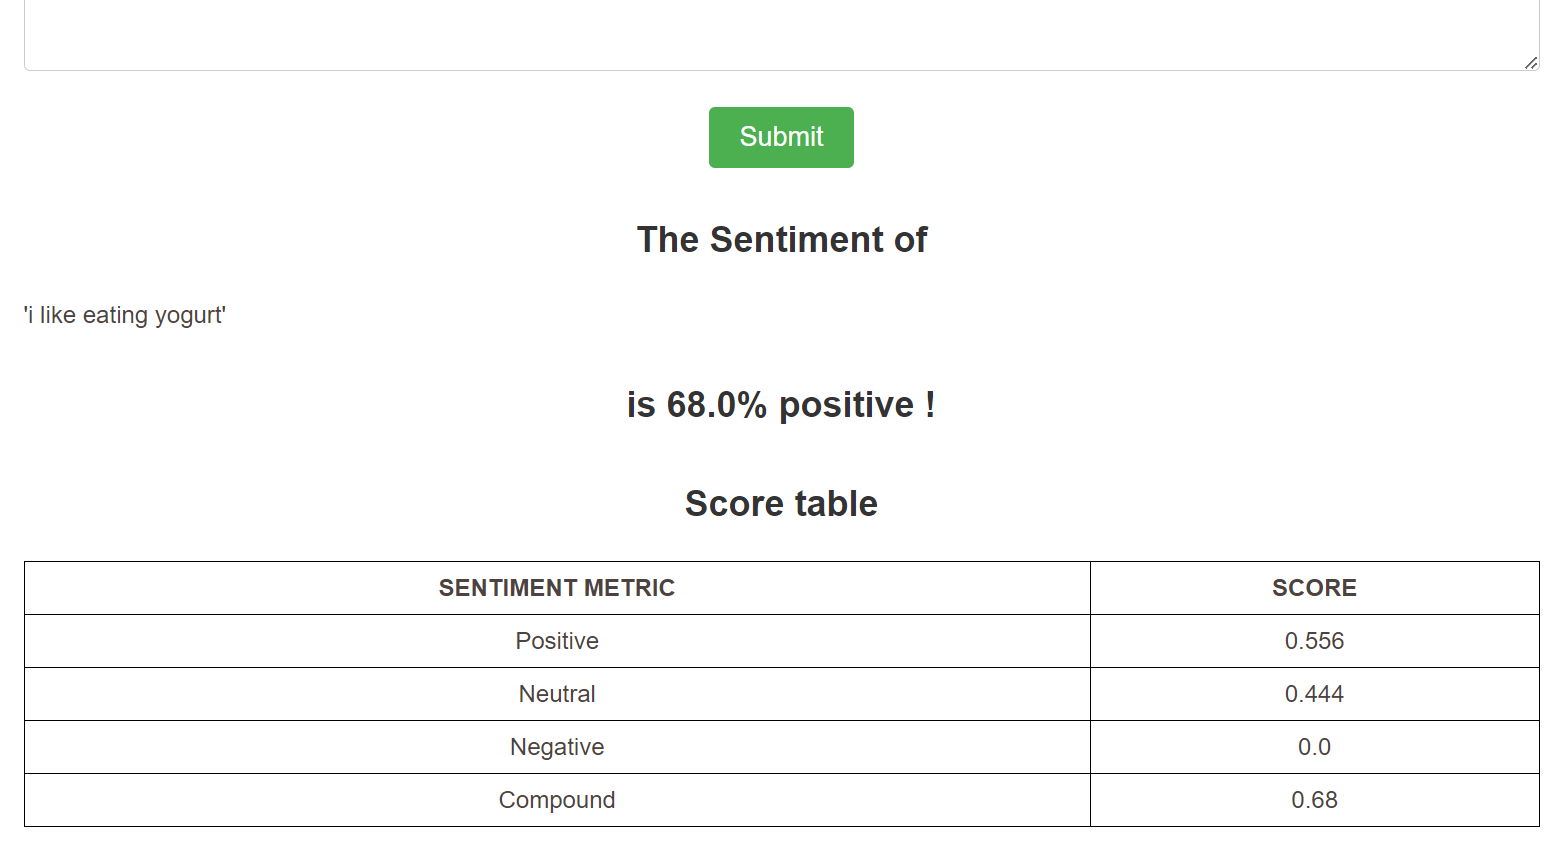 Submit
The Sentiment of
'i like eating yogurt'
is 68.0% positive !
Score table
SENTIMENT METRIC SCORE
Positive 0.556
Neutral 0.444
Negative 0.0
Compound 0.68